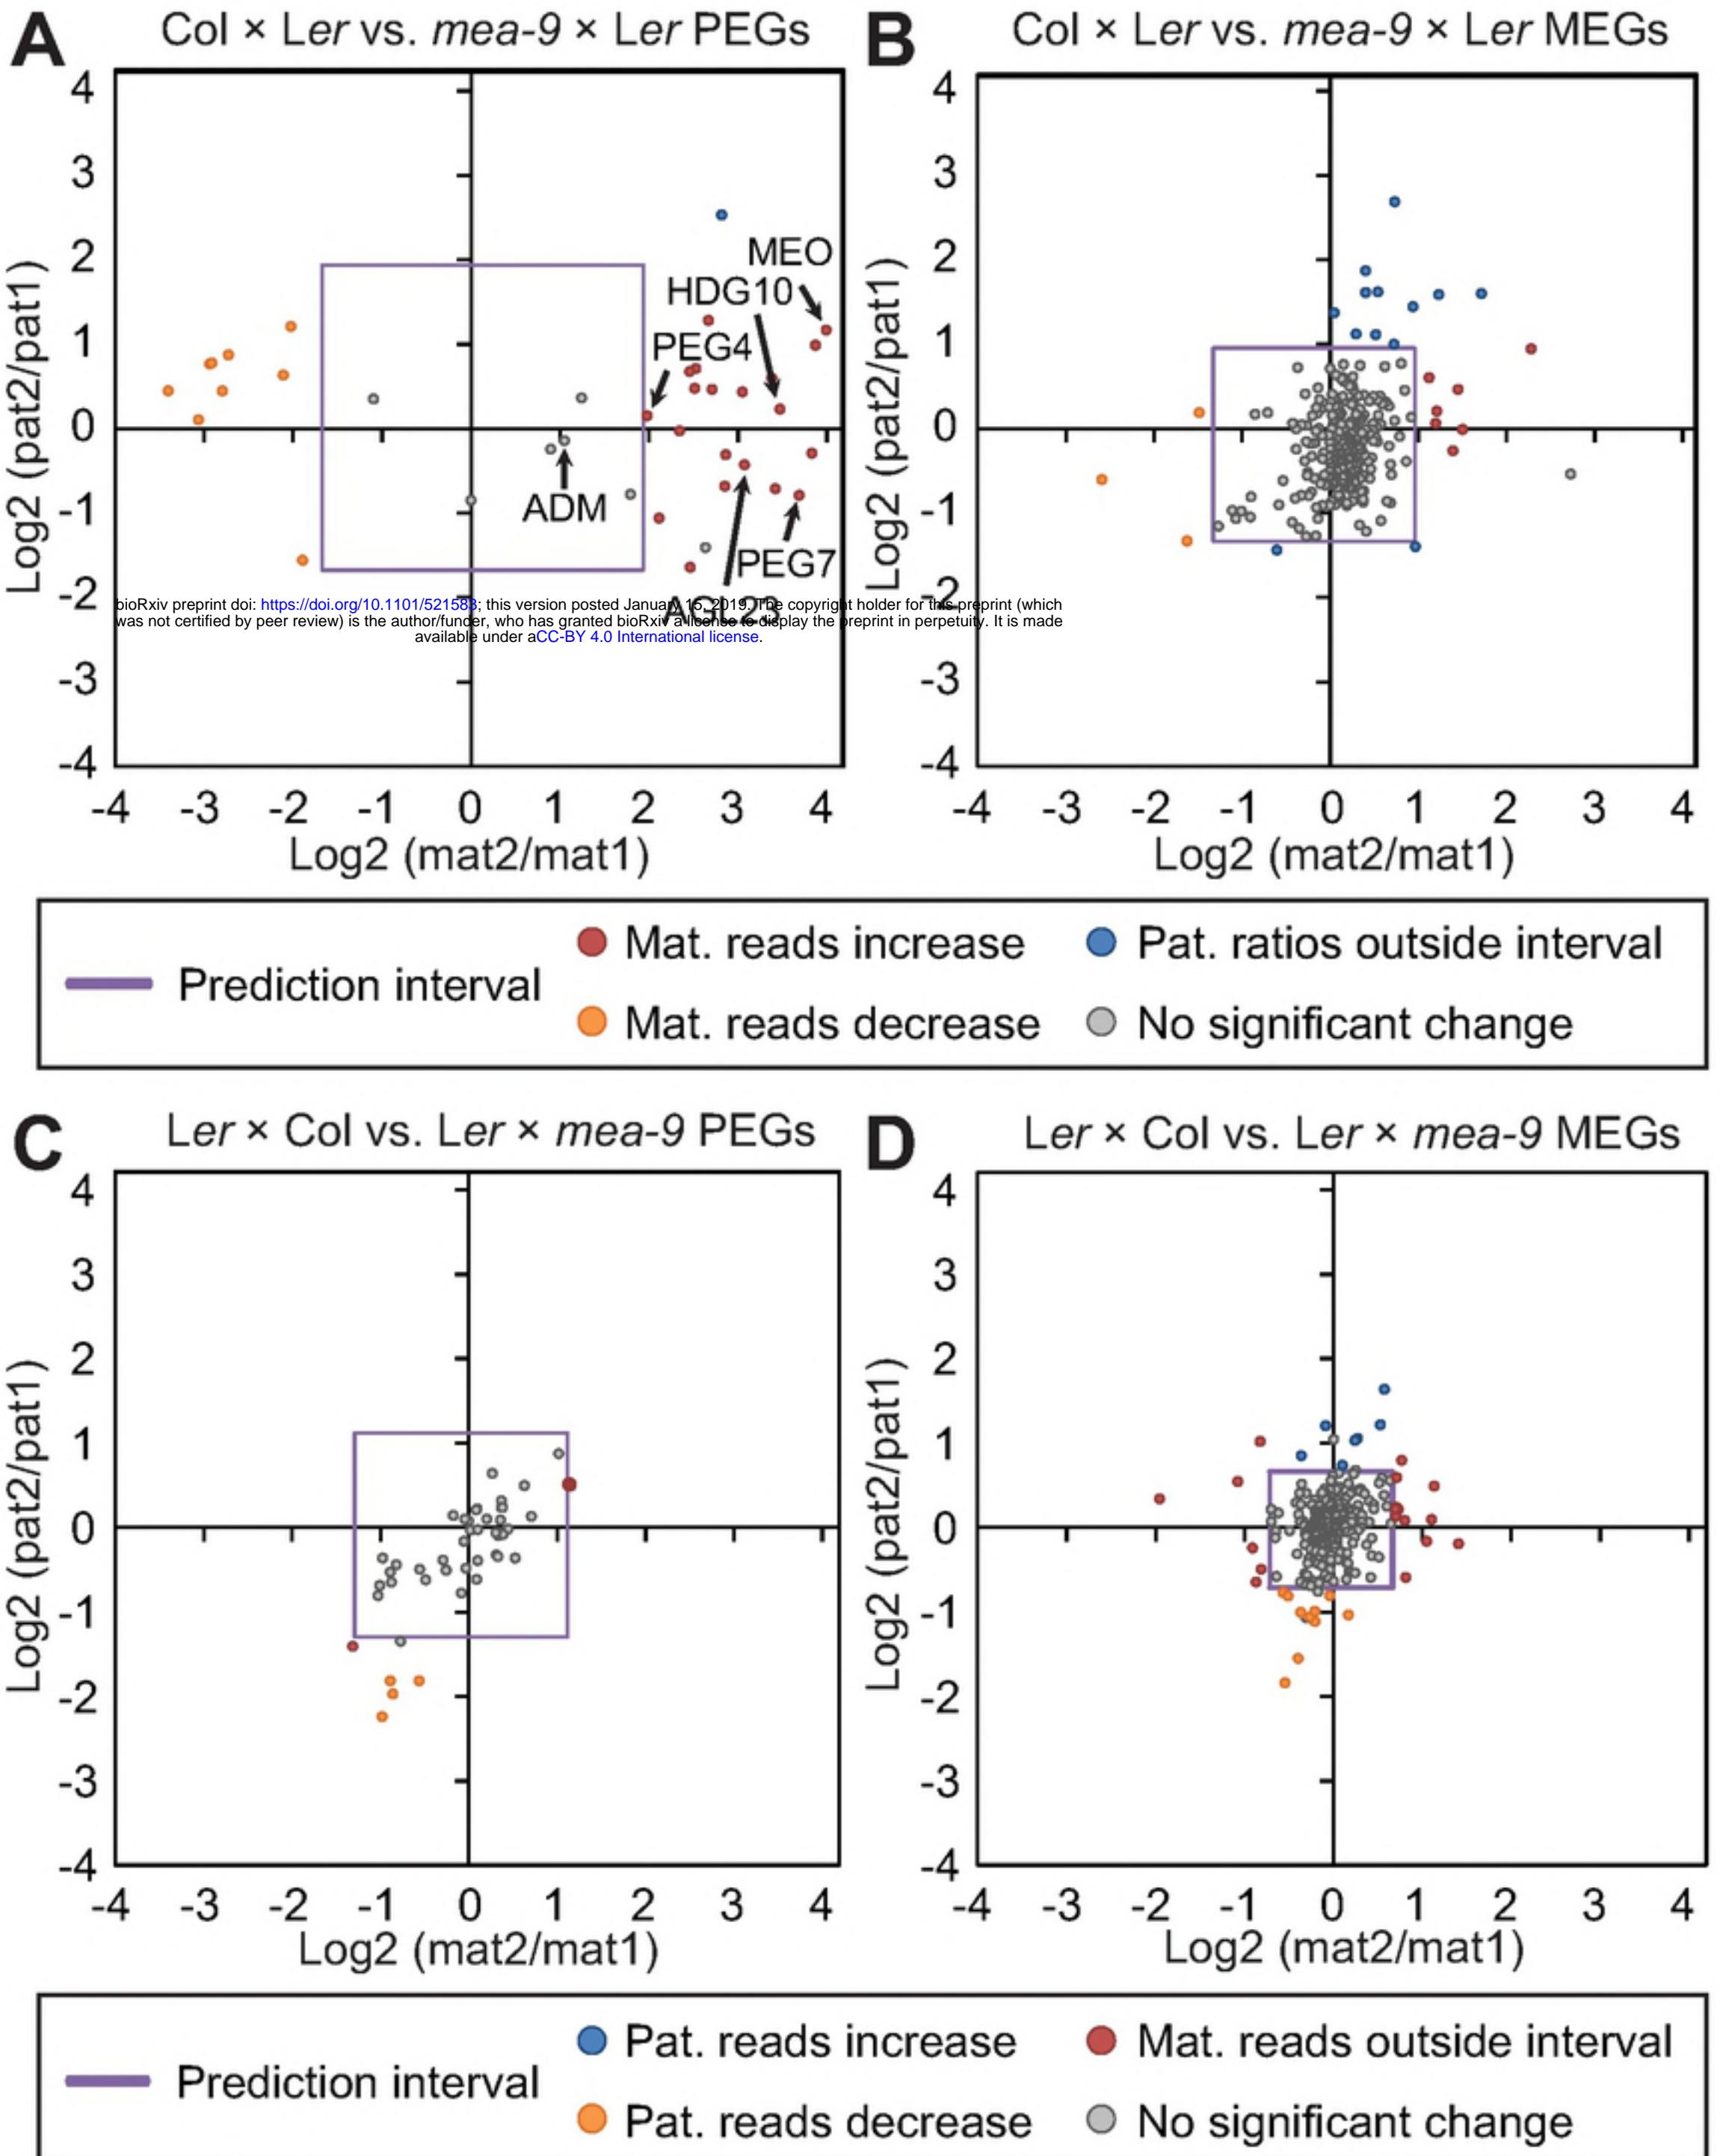 A Col × Ler vs. mea-9 × Ler PEGs
4
3
2
1
0
-1
-2
-3
-4
Log2 (pat2/pat1)
MEO
HDG10
PEG4
ADM
PEG7
AGL23
-4 -3 -2 -1 0 1 2 3 4
Log2 (mat2/mat1)
B Col × Ler vs. mea-9 × Ler MEGs
4
3
2
1
0
-1
-2
-3
-4
Log2 (pat2/pat1)
-4 -3 -2 -1 0 1 2 3 4
Log2 (mat2/mat1)
bioRxiv preprint doi: https://doi.org/10.1101/521583; this version posted January 15, 2019. The copyright holder for this preprint (which
was not certified by peer review) is the author/funder, who has granted bioRxiv a license to display the preprint in perpetuity. It is made
available under aCC-BY 4.0 International license.
Prediction interval
Mat. reads increase
Pat. ratios outside interval
Mat. reads decrease
No significant change
C Ler × Col vs. Ler × mea-9 PEGs
4
3
2
1
0
-1
-2
-3
-4
Log2 (pat2/pat1)
-4 -3 -2 -1 0 1 2 3 4
Log2 (mat2/mat1)
D Ler × Col vs. Ler × mea-9 MEGs
4
3
2
1
0
-1
-2
-3
-4
Log2 (pat2/pat1)
-4 -3 -2 -1 0 1 2 3 4
Log2 (mat2/mat1)
Prediction interval
Pat. reads increase
Mat. reads outside interval
Pat. reads decrease
No significant change